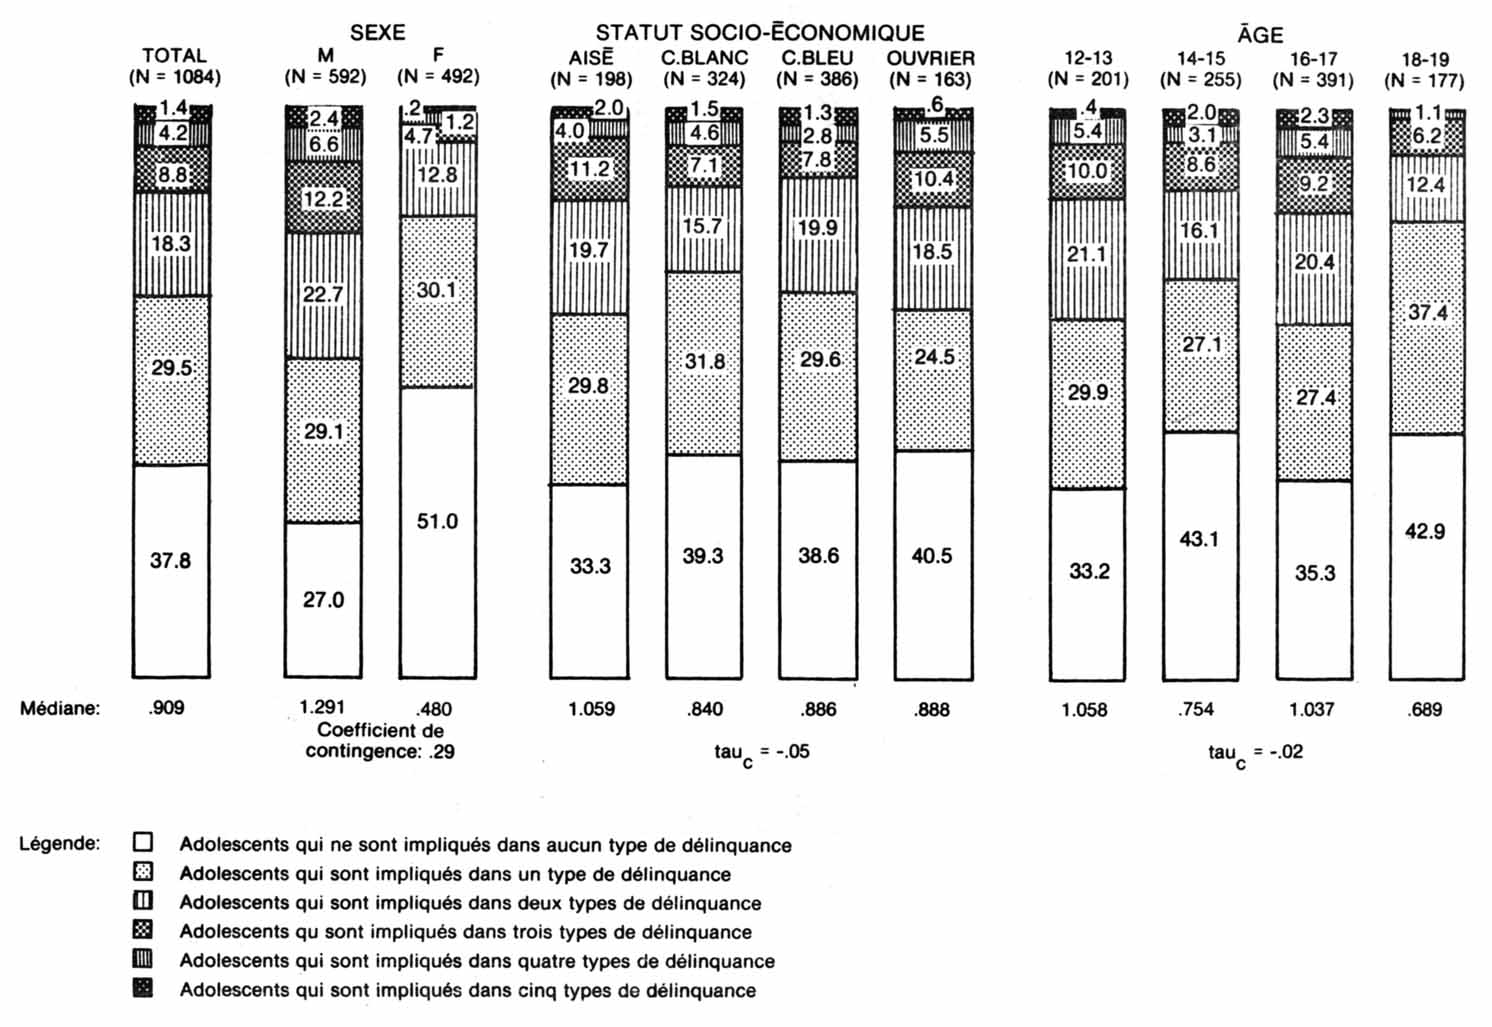 SEXE STATUT SOCIO-ĒCONOMIQUE ĀGE
TOTAL M F AISĒ C.BLANC C.BLEU OUVRIER 12-13 14-15 16-17 18-19
(N = 1084) (N = 592) (N = 492) (N = 198) (N = 324) (N = 386) (N = 163) (N = 201) (N = 255) (N = 391) (N = 177)
1.4 2.4 .2 2.0 1.5 1.3 .6 .4 2.0 2.3 1.1
4.2 6.6 1.2 4.0 4.6 2.8 5.5 5.4 3.1 5.4 6.2
8.8 12.2 4.7 11.2 7.1 7.8 10.4 10.0 8.6 9.2 12.4
18.3 22.7 12.8 19.7 15.7 19.9 18.5 21.1 16.1 20.4 37.4
29.5 29.1 30.1 29.8 31.8 29.6 24.5 29.9 27.1 27.4 42.9
37.8 27.0 51.0 33.3 39.3 38.6 40.5 33.2 43.1 35.3
Médiane: .909 1.291 .480 1.059 .840 .886 .888 1.058 .754 1.037 .689
Coefficient de
contingence: .29 tau c = -.05 tau c = -.02
Légende:
Adolescents qui ne sont impliqués dans aucun type de délinquance
Adolescents qui sont impliqués dans un type de délinquance
Adolescents qui sont impliqués dans deux types de délinquance
Adolescents qu sont impliqués dans trois types de délinquance
Adolescents qui sont impliqués dans quatre types de délinquance
Adolescents qui sont impliqués dans cinq types de délinquance